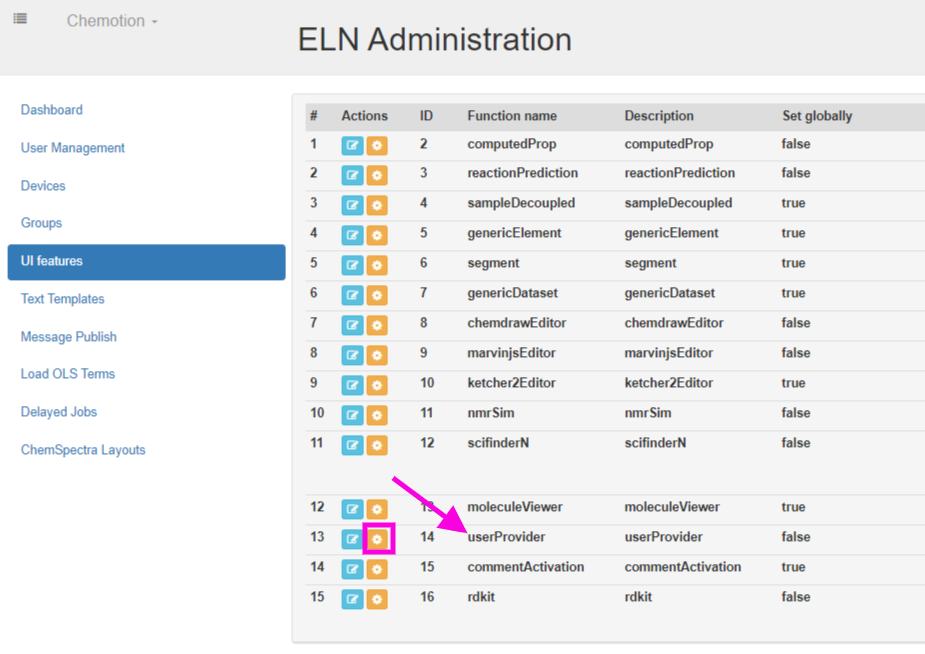 Chemotion
ELN Administration
Dashboard
User Management
Devices
Groups
UI features
Text Templates
Message Publish
Load OLS Terms
Delayed Jobs
ChemSpectra Layouts
# Actions ID Function name Description Set globally
1 2 computedProp computedProp false
2 3 reactionPrediction reactionPrediction false
3 4 sampleDecoupled sampleDecoupled true
4 5 genericElement genericElement true
5 6 segment segment true
6 7 genericDataset genericDataset true
7 8 chemdrawEditor chemdrawEditor false
8 9 marvinjsEditor marvinjsEditor false
9 10 ketcher2Editor ketcher2Editor true
10 11 nmrSim nmrSim false
11 12 scifinderN scifinderN false
12 13 moleculeViewer moleculeViewer true
13 14 userProvider userProvider false
14 15 commentActivation commentActivation true
15 16 rdkit rdkit false